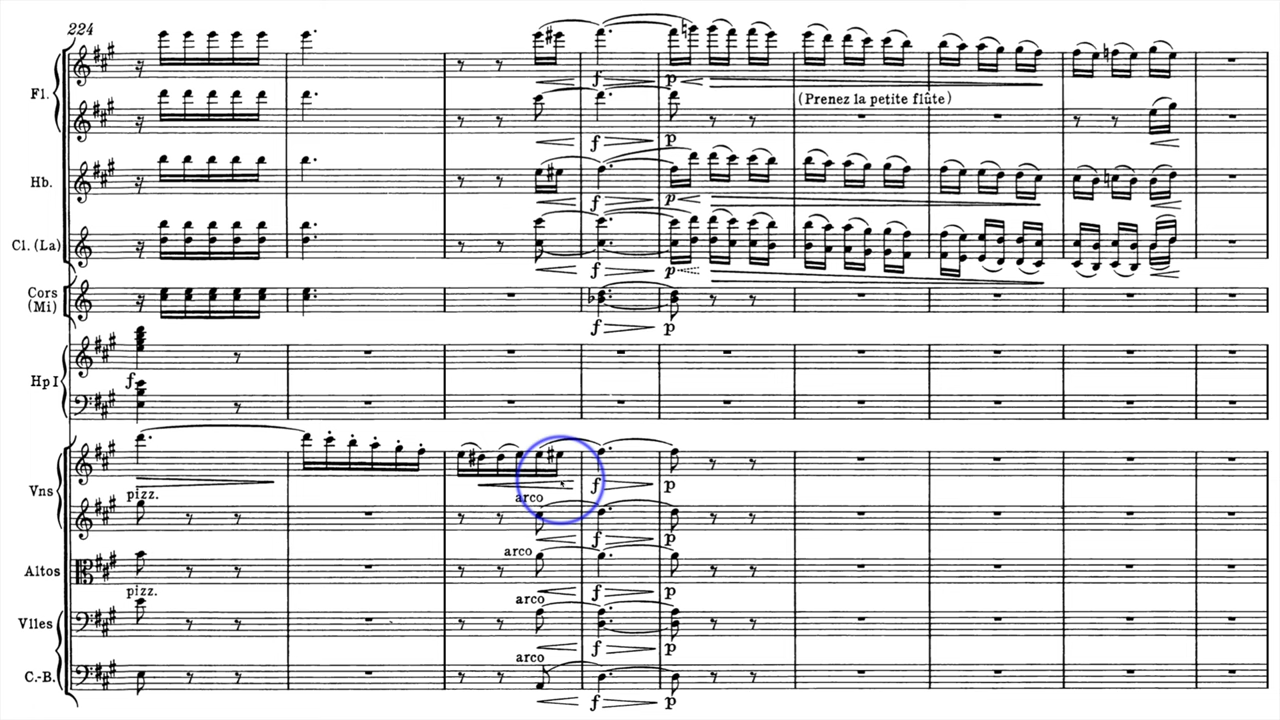 224
Fl.
f p
(Prenez la petite flûte)
f p
Hb.
f p
Cl. (La)
f p
Cors
(Mi)
f p
Hp I
f
Vns
f p
pizz.
arco
f p
Altos
arco
f p
pizz.
Vlles
arco
f p
C.-B.
arco
f p